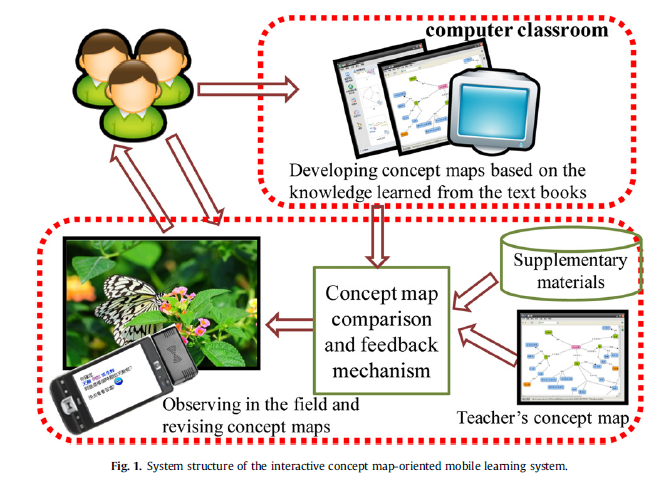 computer classroom
Developing concept maps based on the
knowledge learned from the text books
Supplementary
materials
Concept map
comparison
and feedback
mechanism
Teacher's concept map
Observing in the field and
revising concept maps
Fig. 1. System structure of the interactive concept map-oriented mobile learning system.